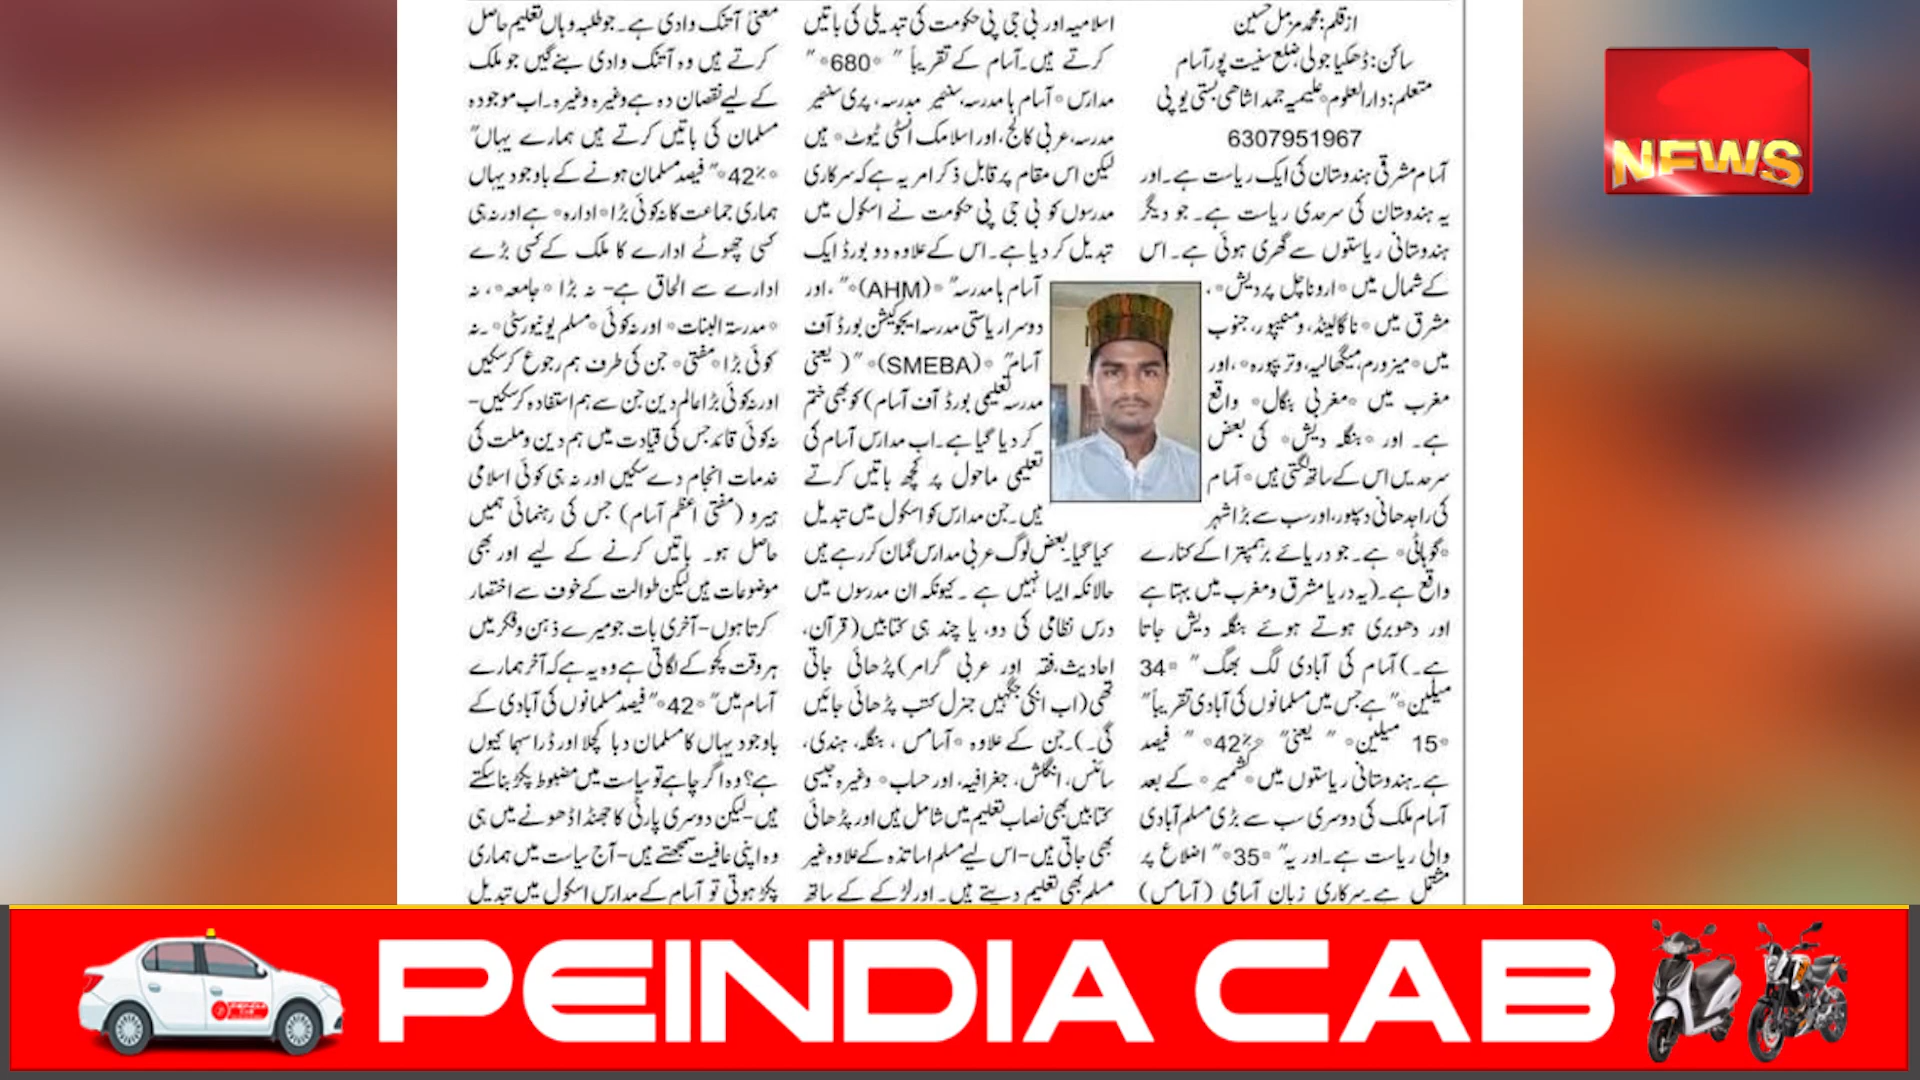 از قلم: محمد مزمل حسین
ساکن: ڈھکیا جولی ضلع سنیت پور آسام
متعلم: دارالعلوم علیمیہ جمدا شاھی بستی یو پی
6307951967
آسام مشرقی ہندوستان کی ایک ریاست ہے۔ اور
یہ ہندوستان کی سرحدی ریاست ہے۔ جو دیگر
ہندوستانی ریاستوں سے گھری ہوئی ہے۔ اس
کے شمال میں *اروناچل پردیش*،
مشرق میں *ناگالینڈ، ومنیپور، جنوب
میں *میزورم، میگھالیہ، وتریپورہ*، اور
مغرب میں *مغربی بنگال* واقع
ہے۔ اور *بنگلہ دیش* کی بعض
سرحدیں اس کے ساتھ لگتی ہیں *آسام
کی راجدھانی دسپور، اور سب سے بڑا شہر
*گوہاٹی* ہے۔ جو دریائے برہمپترا کے کنارے
واقع ہے۔ (یہ دریا مشرق ومغرب میں بہتا ہے
اور دھوبری ہوتے ہوئے بنگلہ دیش جاتا
ہے۔) آسام کی آبادی لگ بھگ " *34
میلین*" ہے جس میں مسلمانوں کی آبادی تقریباً"
*15 میلین* " یعنی" *42٪* " فیصد
ہے۔ ہندوستانی ریاستوں میں *کشمیر* کے بعد
آسام ملک کی دوسری سب سے بڑی مسلم آبادی
والی ریاست ہے۔ اور یہ" *35*" اضلاع پر
مشتمل ہے۔ سرکاری زبان آسامی (آسامس)
اسلامیہ اور بی جی پی حکومت کی تبدیلی کی باتیں
کرتے ہیں۔ آسام کے تقریباً " *680* "
مدارس *آسام ہا مدرسہ، سنئیر مدرسہ، پری سنئیر
مدرسہ، عربی کالج، اور اسلامک انسٹی ٹیوٹ* ہیں
لیکن اس مقام پر قابل ذکر امر یہ ہے کہ سرکاری
مدرسوں کو بی جی پی حکومت نے اسکول میں
تبدیل کر دیا ہے۔ اس کے علاوہ دو بورڈ ایک
آسام ہا مدرسہ" *(AHM)*"، اور
دوسرا ریاستی مدرسہ ایجوکیشن بورڈ آف
آسام" *(SMEBA)*" (یعنی
مدرسہ تعلیمی بورڈ آف آسام) کو بھی ختم
کر دیا گیا ہے۔ اب مدارس آسام کی
تعلیمی ماحول پر کچھ باتیں کرتے
ہیں۔ جن مدارس کو اسکول میں تبدیل
کیا گیا۔ بعض لوگ عربی مدارس گمان کر رہے ہیں
حالانکہ ایسا نہیں ہے۔ کیونکہ ان مدرسوں میں
درس نظامی کی دو، یا چند ہی کتابیں (قرآن،
احادیث، فقہ اور عربی گرامر) پڑھائی جاتی
تھی (اب انکی جگہیں جنرل کتب پڑھائی جائیں
گی۔) جن کے علاوہ *آسامس، بنگلہ، ہندی،
سائنس، انگلش، جغرافیہ، اور حساب* وغیرہ جیسی
کتابیں بھی نصاب تعلیم میں شامل ہیں اور پڑھائی
بھی جاتی ہیں- اس لیے مسلم اساتذہ کے علاوہ غیر
مسلم بھی تعلیم دیتے ہیں۔ اور لڑکے کے ساتھ
معنی آتنک وادی ہے۔ جو طلبہ وہاں تعلیم حاصل
کرتے ہیں وہ آتنک وادی بنے گیں جو ملک
کے لیے نقصان دہ ہے وغیرہ وغیرہ۔ اب موجودہ
مسلمان کی باتیں کرتے ہیں ہمارے یہاں"
*42٪*" فیصد مسلمان ہونے کے باوجود یہاں
ہماری جماعت کا نہ کوئی بڑا *ادارہ* ہے اور نہ ہی
کسی چھوٹے ادارے کا ملک کے کسی بڑے
ادارے سے الحاق ہے- نہ بڑا *جامعہ*، نہ
*مدرسۃ البنات* اور نہ کوئی *مسلم یونیورسٹی*۔ نہ
کوئی بڑا *مفتی* جن کی طرف ہم رجوع کر سکیں
اور نہ کوئی بڑا عالم دین جن سے ہم استفادہ کر سکیں-
نہ کوئی قائد جس کی قیادت میں ہم دین وملت کی
خدمات انجام دے سکیں اور نہ ہی کوئی اسلامی
ہیرو (مفتی اعظم آسام) جس کی رہنمائی ہمیں
حاصل ہو۔ باتیں کرنے کے لیے اور بھی
موضوعات ہیں لیکن طوالت کے خوف سے اختصار
کرتا ہوں- آخری بات جو میرے ذہن وفکر میں
ہر وقت کچوکے لگاتی ہے وہ یہ ہے کہ آخر ہمارے
آسام میں" *42*" فیصد مسلمانوں کی آبادی کے
باوجود یہاں کا مسلمان دبا کچلا اور ڈرا سہا کیوں
ہے؟ وہ اگر چاہے تو سیاست میں مضبوط پکڑ بنا سکتے
ہیں- لیکن دوسری پارٹی کا جھنڈا ڈھونے میں ہی
وہ اپنی عافیت سمجھتے ہیں- آج سیاست میں ہماری
پکڑ ہوتی تو آسام کے مدارس اسکول میں تبدیل
NEWS
PEINDIA CAB